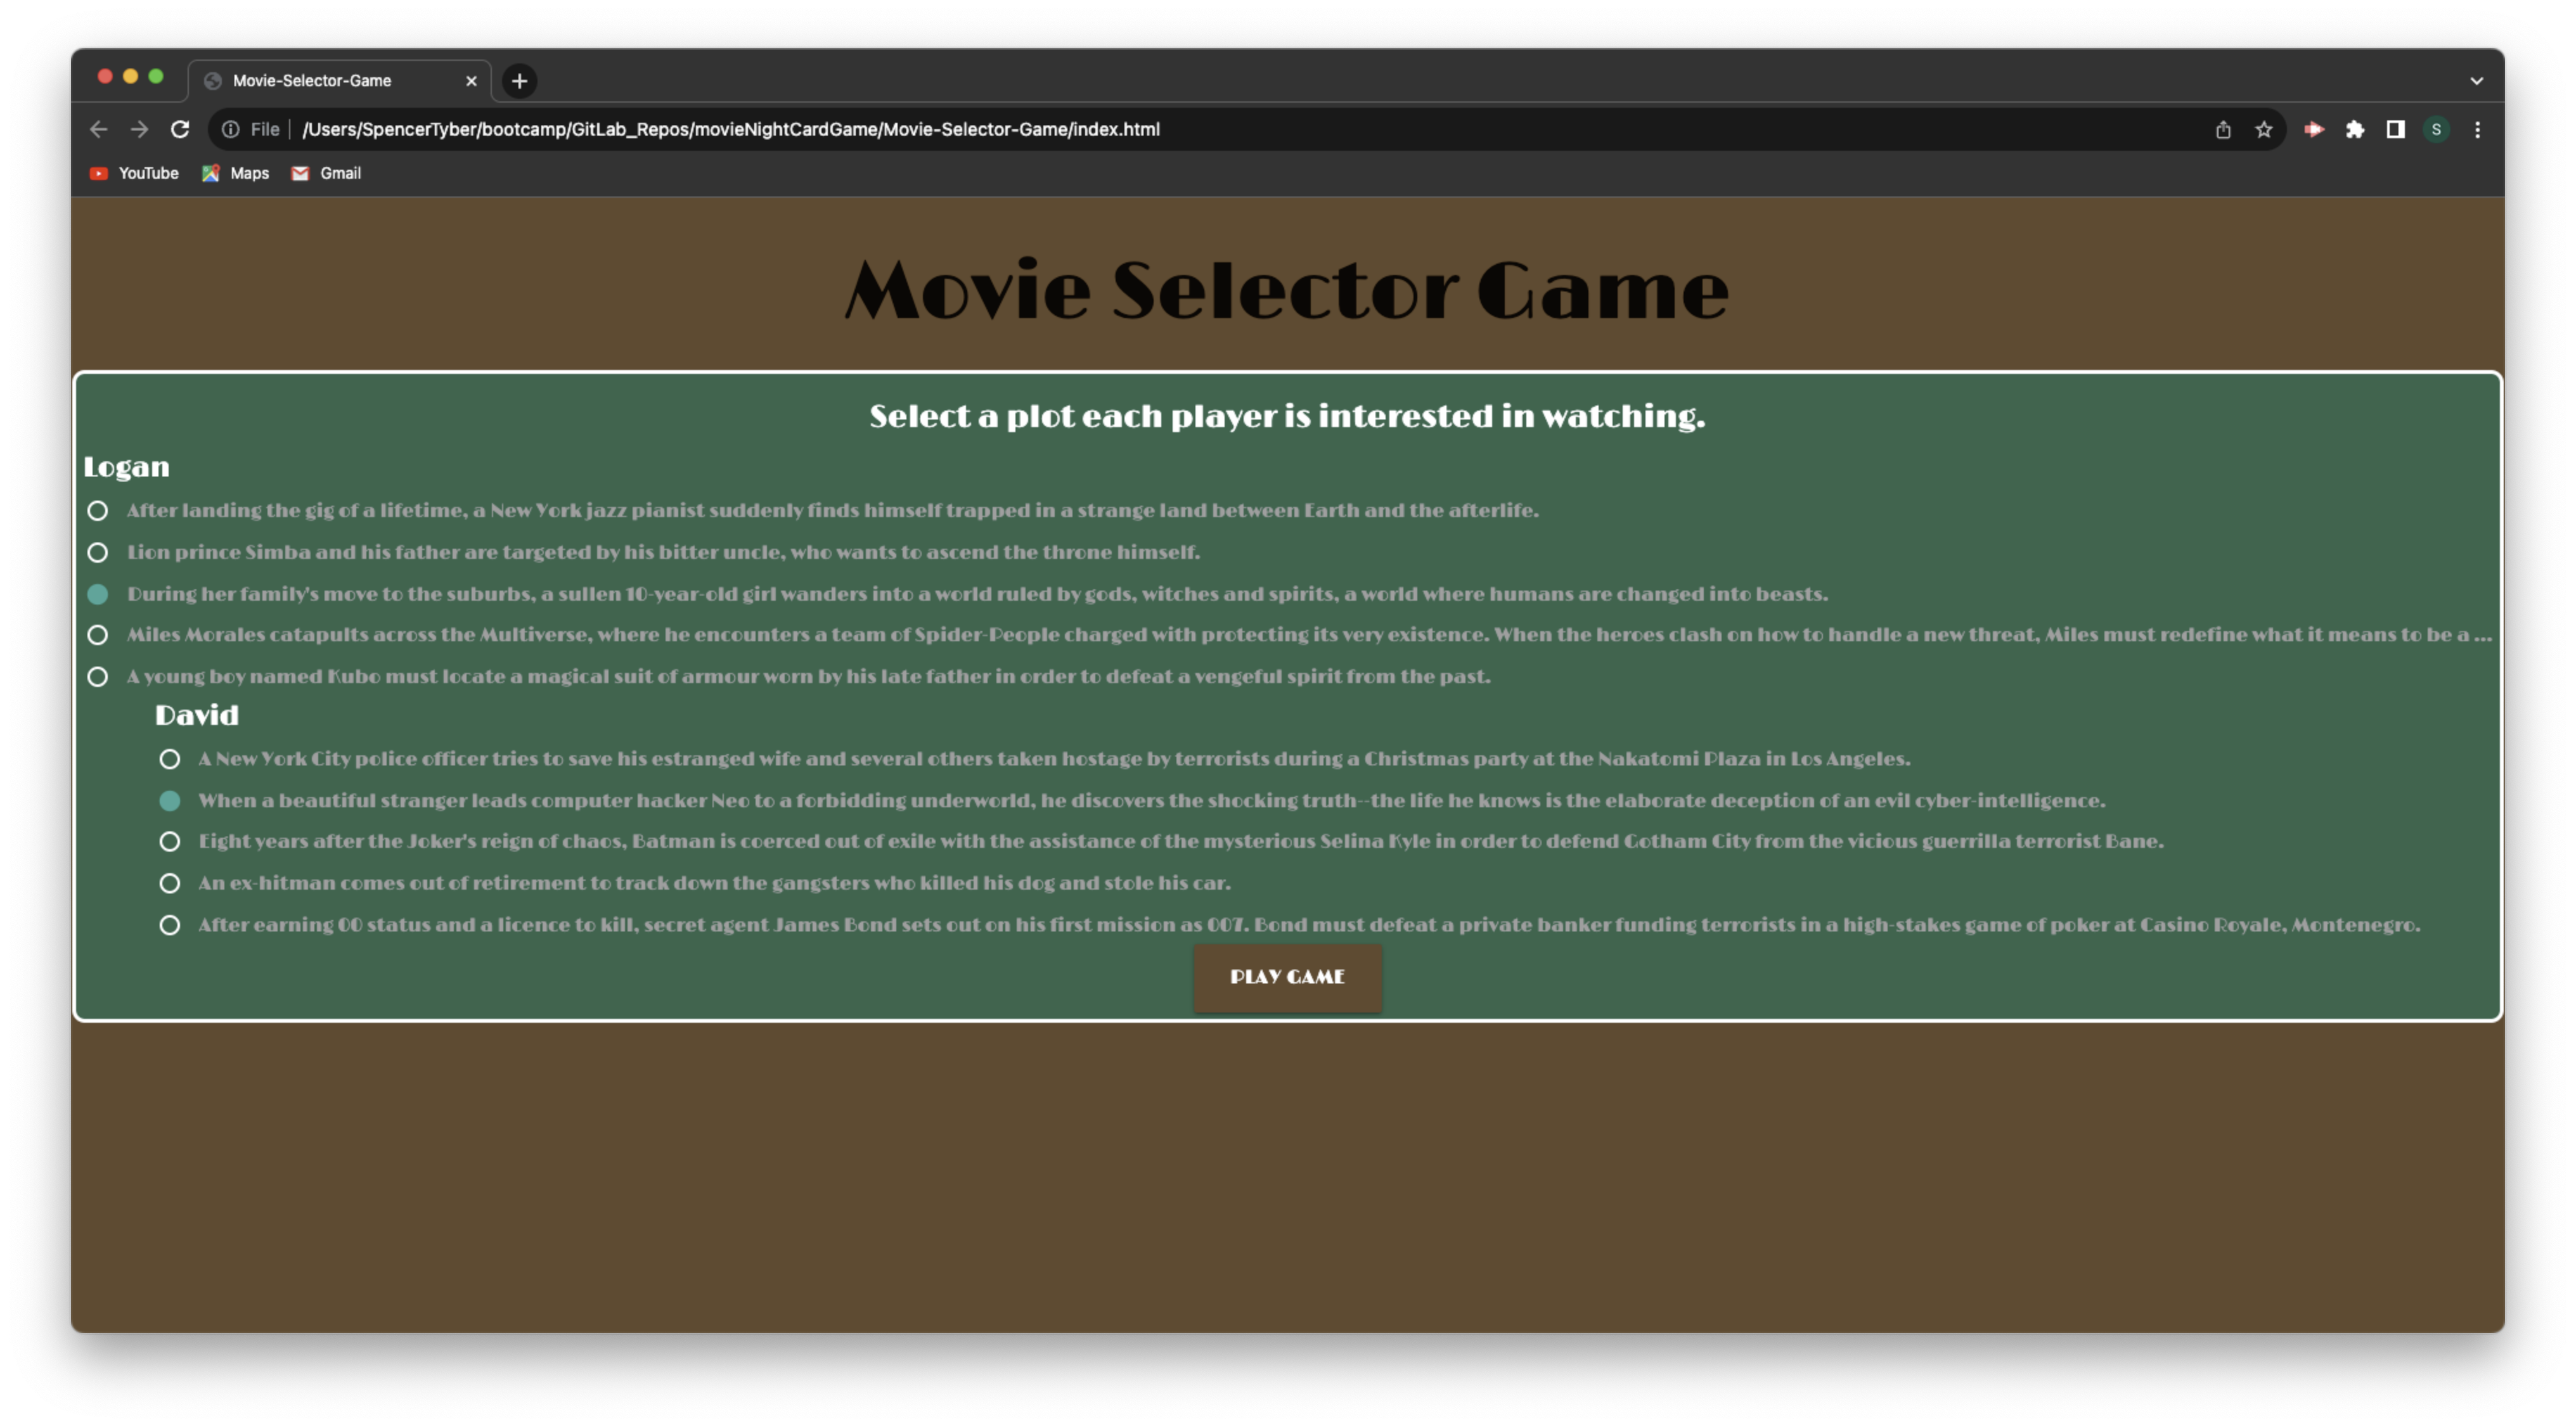 Movie-Selector-Game
File | /Users/SpencerTyber/bootcamp/GitLab_Repos/movieNightCardGame/Movie-Selector-Game/index.html
S
YouTube Maps Gmail
Movie Selector Game
Select a plot each player is interested in watching.
Logan
After landing the gig of a lifetime, a New York jazz pianist suddenly finds himself trapped in a strange land between Earth and the afterlife.
Lion prince Simba and his father are targeted by his bitter uncle, who wants to ascend the throne himself.
During her family's move to the suburbs, a sullen 10-year-old girl wanders into a world ruled by gods, witches and spirits, a world where humans are changed into beasts.
Miles Morales catapults across the Multiverse, where he encounters a team of Spider-People charged with protecting its very existence. When the heroes clash on how to handle a new threat, Miles must redefine what it means to be a ...
A young boy named Kubo must locate a magical suit of armour worn by his late father in order to defeat a vengeful spirit from the past.
David
A New York City police officer tries to save his estranged wife and several others taken hostage by terrorists during a Christmas party at the Nakatomi Plaza in Los Angeles.
When a beautiful stranger leads computer hacker Neo to a forbidding underworld, he discovers the shocking truth--the life he knows is the elaborate deception of an evil cyber-intelligence.
Eight years after the Joker's reign of chaos, Batman is coerced out of exile with the assistance of the mysterious Selina Kyle in order to defend Gotham City from the vicious guerrilla terrorist Bane.
An ex-hitman comes out of retirement to track down the gangsters who killed his dog and stole his car.
After earning 00 status and a licence to kill, secret agent James Bond sets out on his first mission as 007. Bond must defeat a private banker funding terrorists in a high-stakes game of poker at Casino Royale, Montenegro.
PLAY GAME